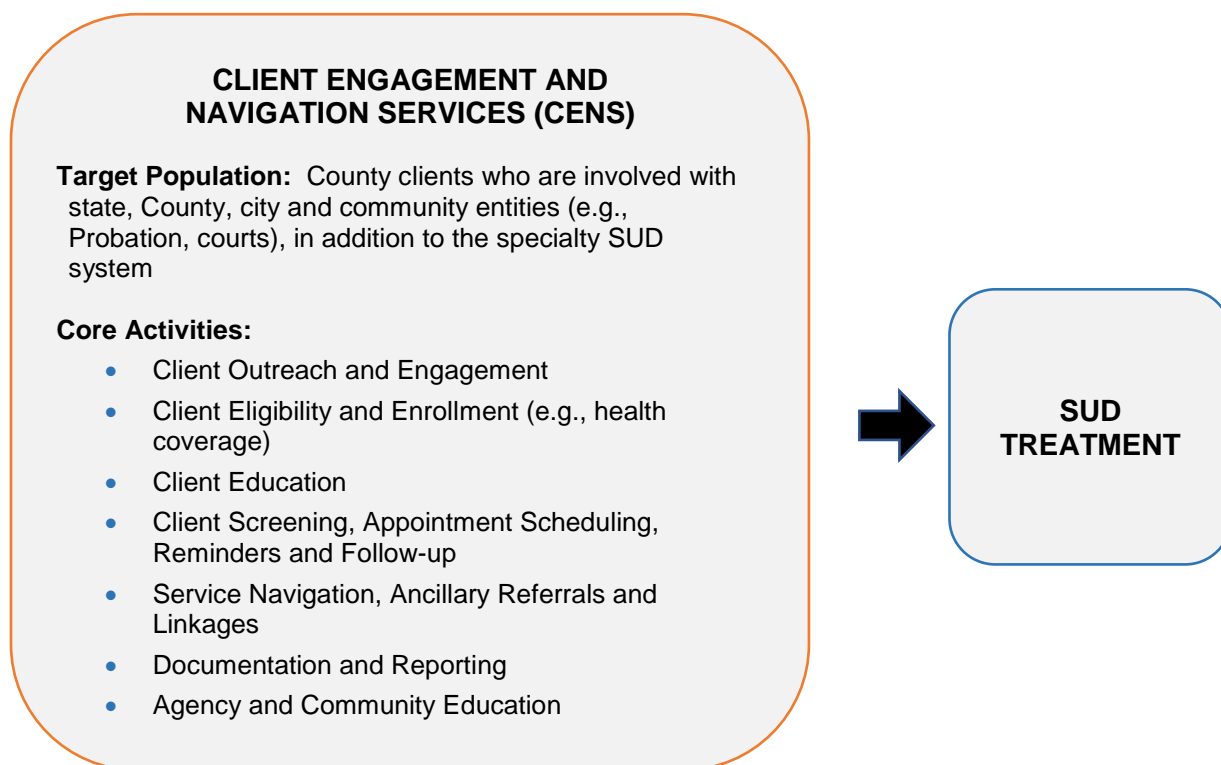 CLIENT ENGAGEMENT AND
NAVIGATION SERVICES (CENS)
Target Population:  County clients who are involved with
state, County, city and community entities (e.g.,
Probation, courts), in addition to the specialty SUD
system
Core Activities:
• Client Outreach and Engagement
• Client Eligibility and Enrollment (e.g., health
coverage)
• Client Education
• Client Screening, Appointment Scheduling,
Reminders and Follow-up
• Service Navigation, Ancillary Referrals and
Linkages
• Documentation and Reporting
• Agency and Community Education
SUD
TREATMENT